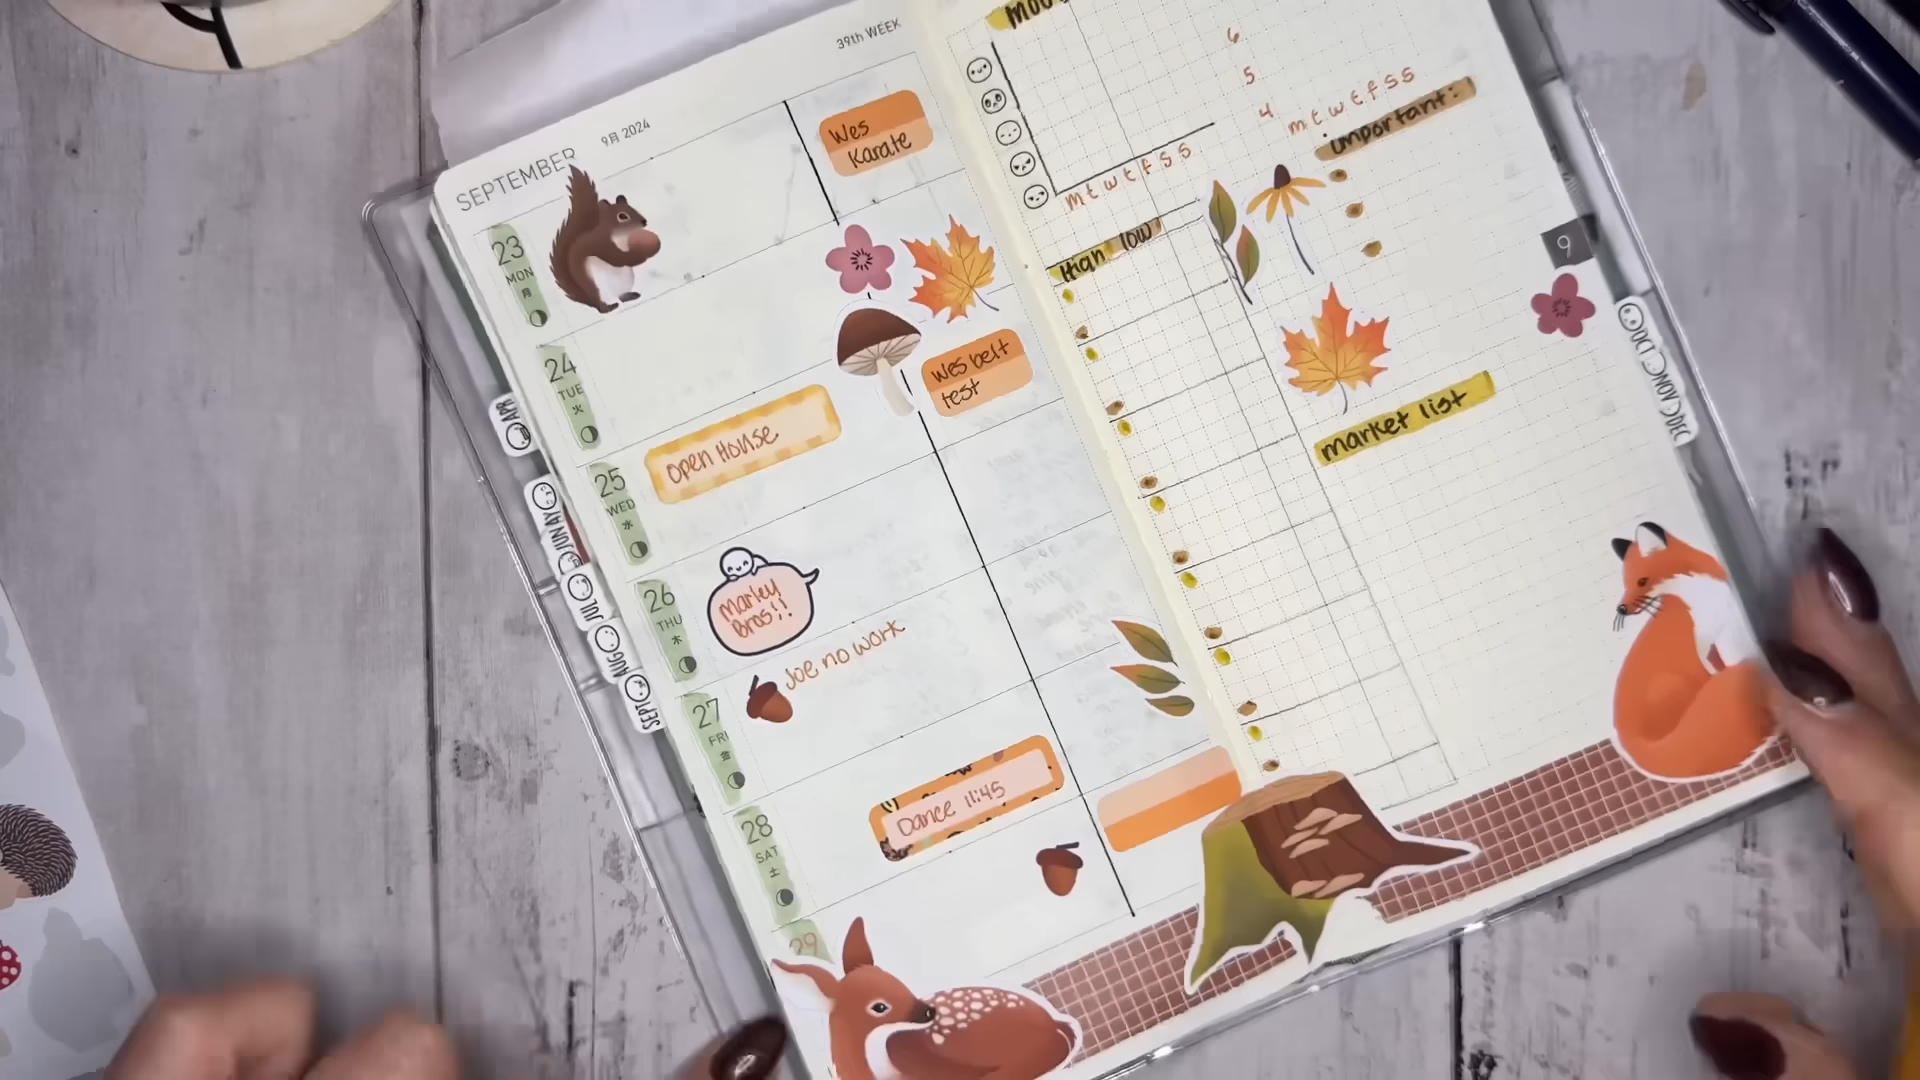 39th WEEK
SEPTEMBER 9月 2024
Wes
Karate
23
MON
月
24
TUE
火
Wes belt
test
Open House
25
WED
水
26
THU
木
Marley
Bros!!
Joe no work
27
FRI
金
Dance 11:45
28
SAT
土
29
6
5
4
m t w t f s s
m t w t f s s
important:
High low
market list
9
APR
JUN
JUL
AUG
SEPT
DEC